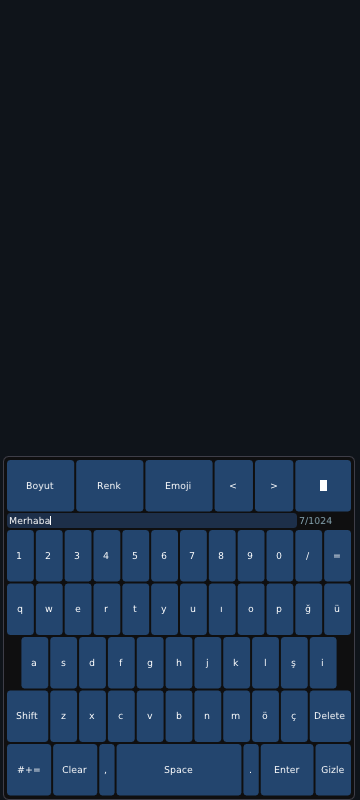 Boyut Renk Emoji < >
Merhaba 7/1024
1 2 3 4 5 6 7 8 9 0 / =
q w e r t y u ı o p ğ ü
a s d f g h j k l ş i
Shift z x c v b n m ö ç Delete
#+= Clear , Space . Enter Gizle